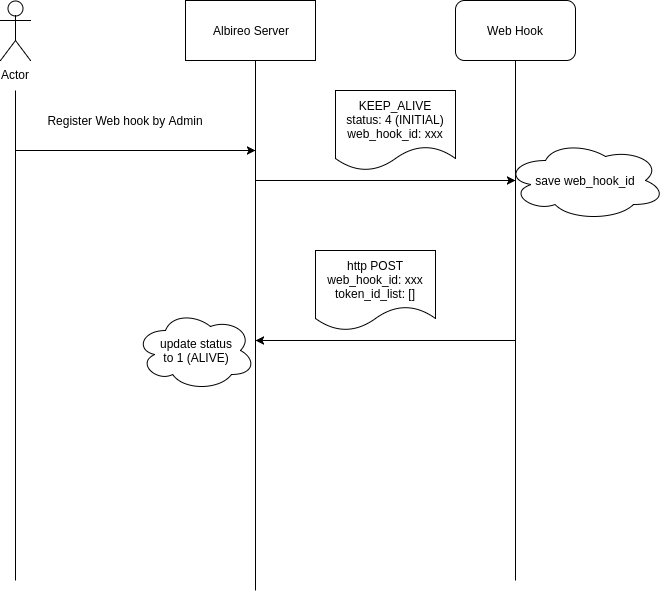 Albireo Server
Web Hook
Actor
KEEP_ALIVE
status: 4 (INITIAL)
web_hook_id: xxx
Register Web hook by Admin
save web_hook_id
http POST
web_hook_id: xxx
token_id_list: []
update status
to 1 (ALIVE)